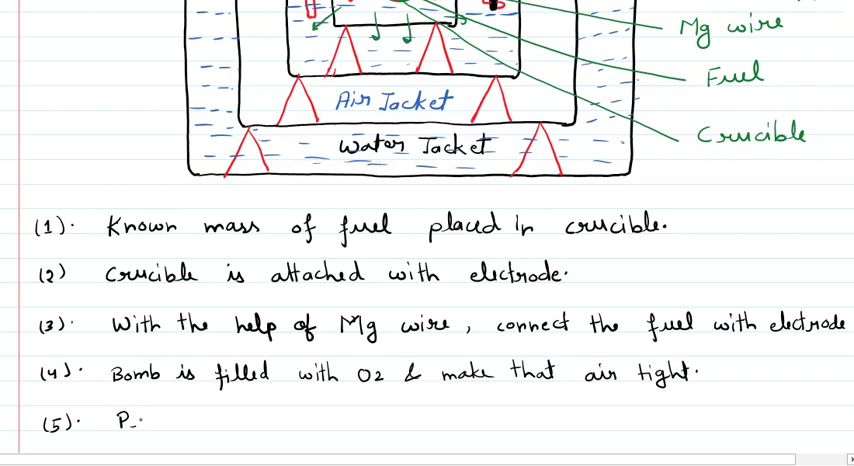 Mg wire
Fuel
Air Jacket
Crucible
Water Jacket
(1). Known mass of fuel placed in crucible.
(2) Crucible is attached with electrode.
(3). With the help of Mg wire, connect the fuel with electrode
(4). Bomb is filled with O2 & make that air tight.
(5). P